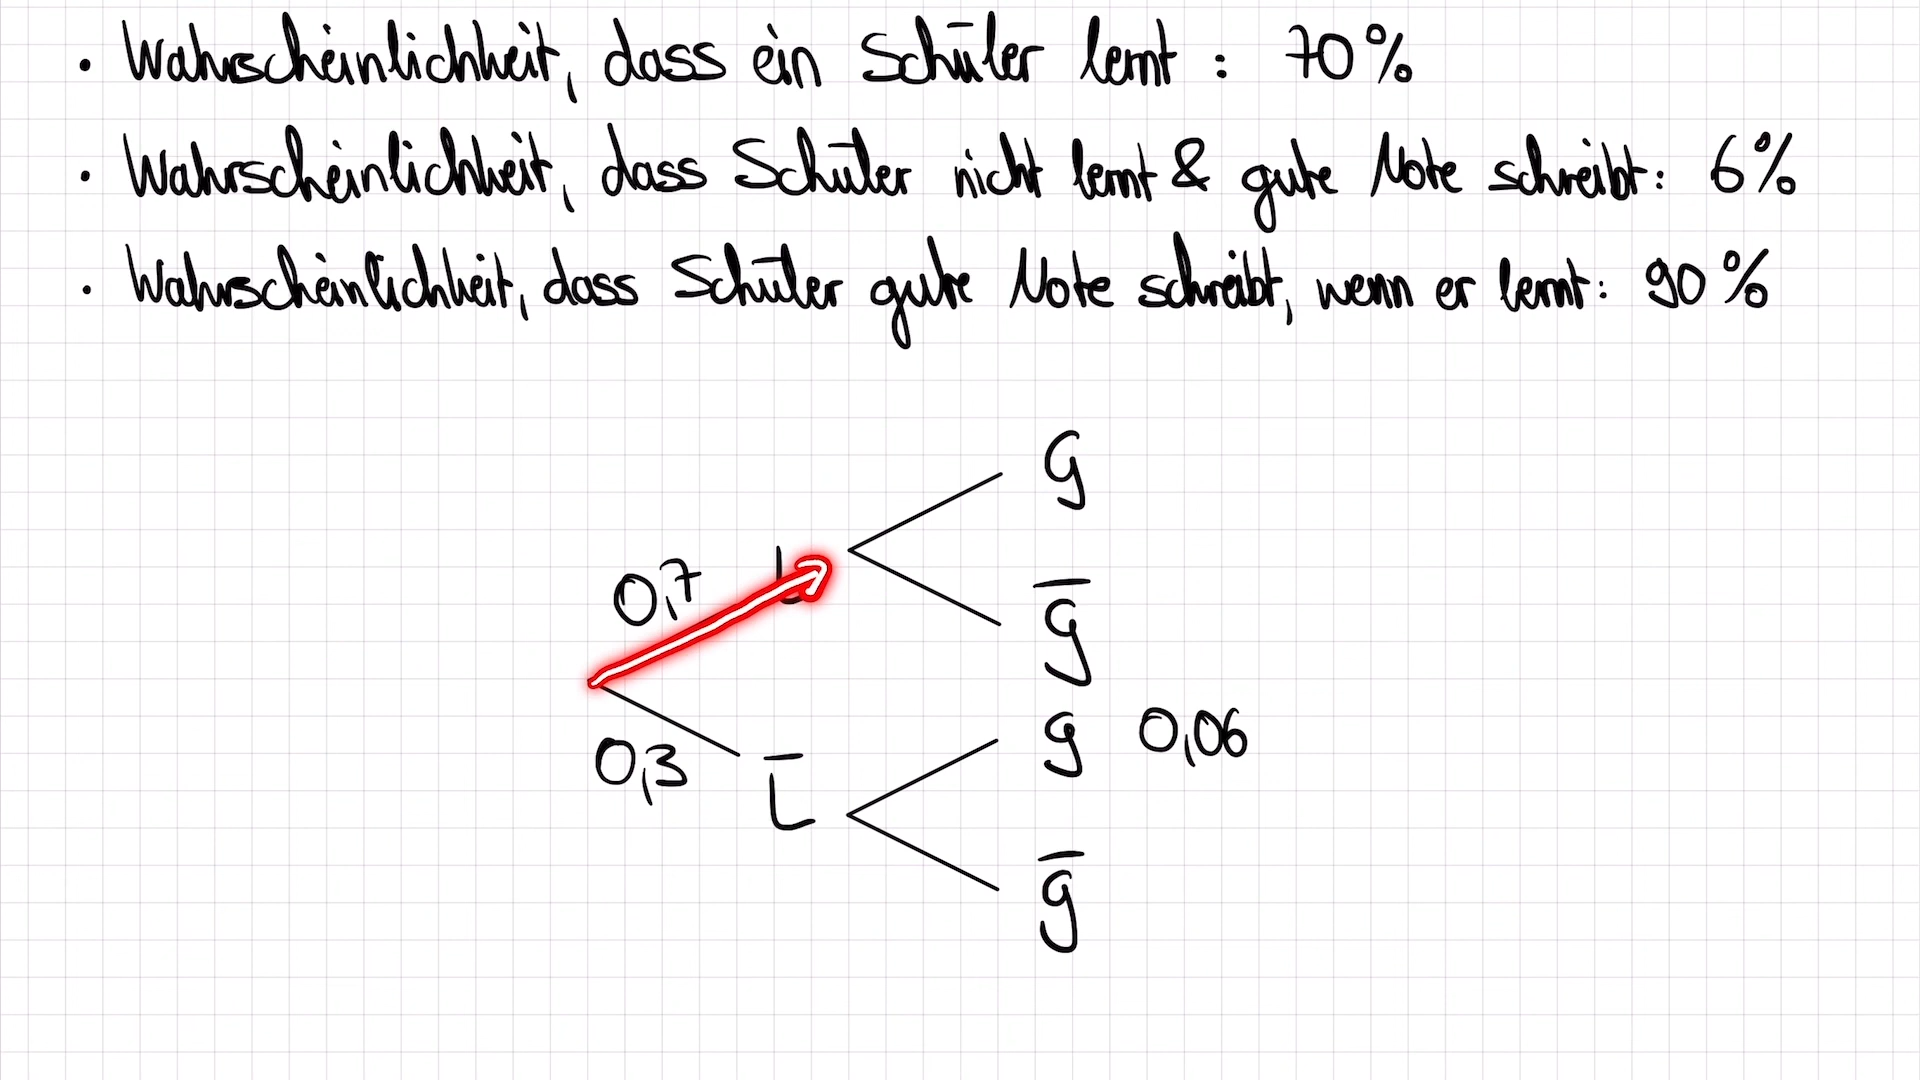 • Wahrscheinlichkeit, dass ein Schüler lernt : 70%
• Wahrscheinlichkeit, dass Schüler nicht lernt & gute Note schreibt: 6%
• Wahrscheinlichkeit, dass Schüler gute Note schreibt, wenn er lernt: 90%
g
0,7 L
g̅
g 0,06
0,3 L̅
g̅